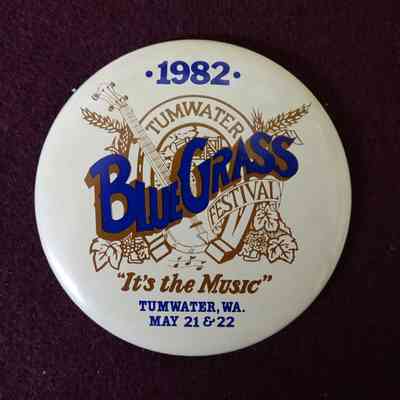 • 1982 •
TUMWATER
BLUEGRASS
FESTIVAL
"It's the Music"
TUMWATER, WA.
MAY 21 & 22